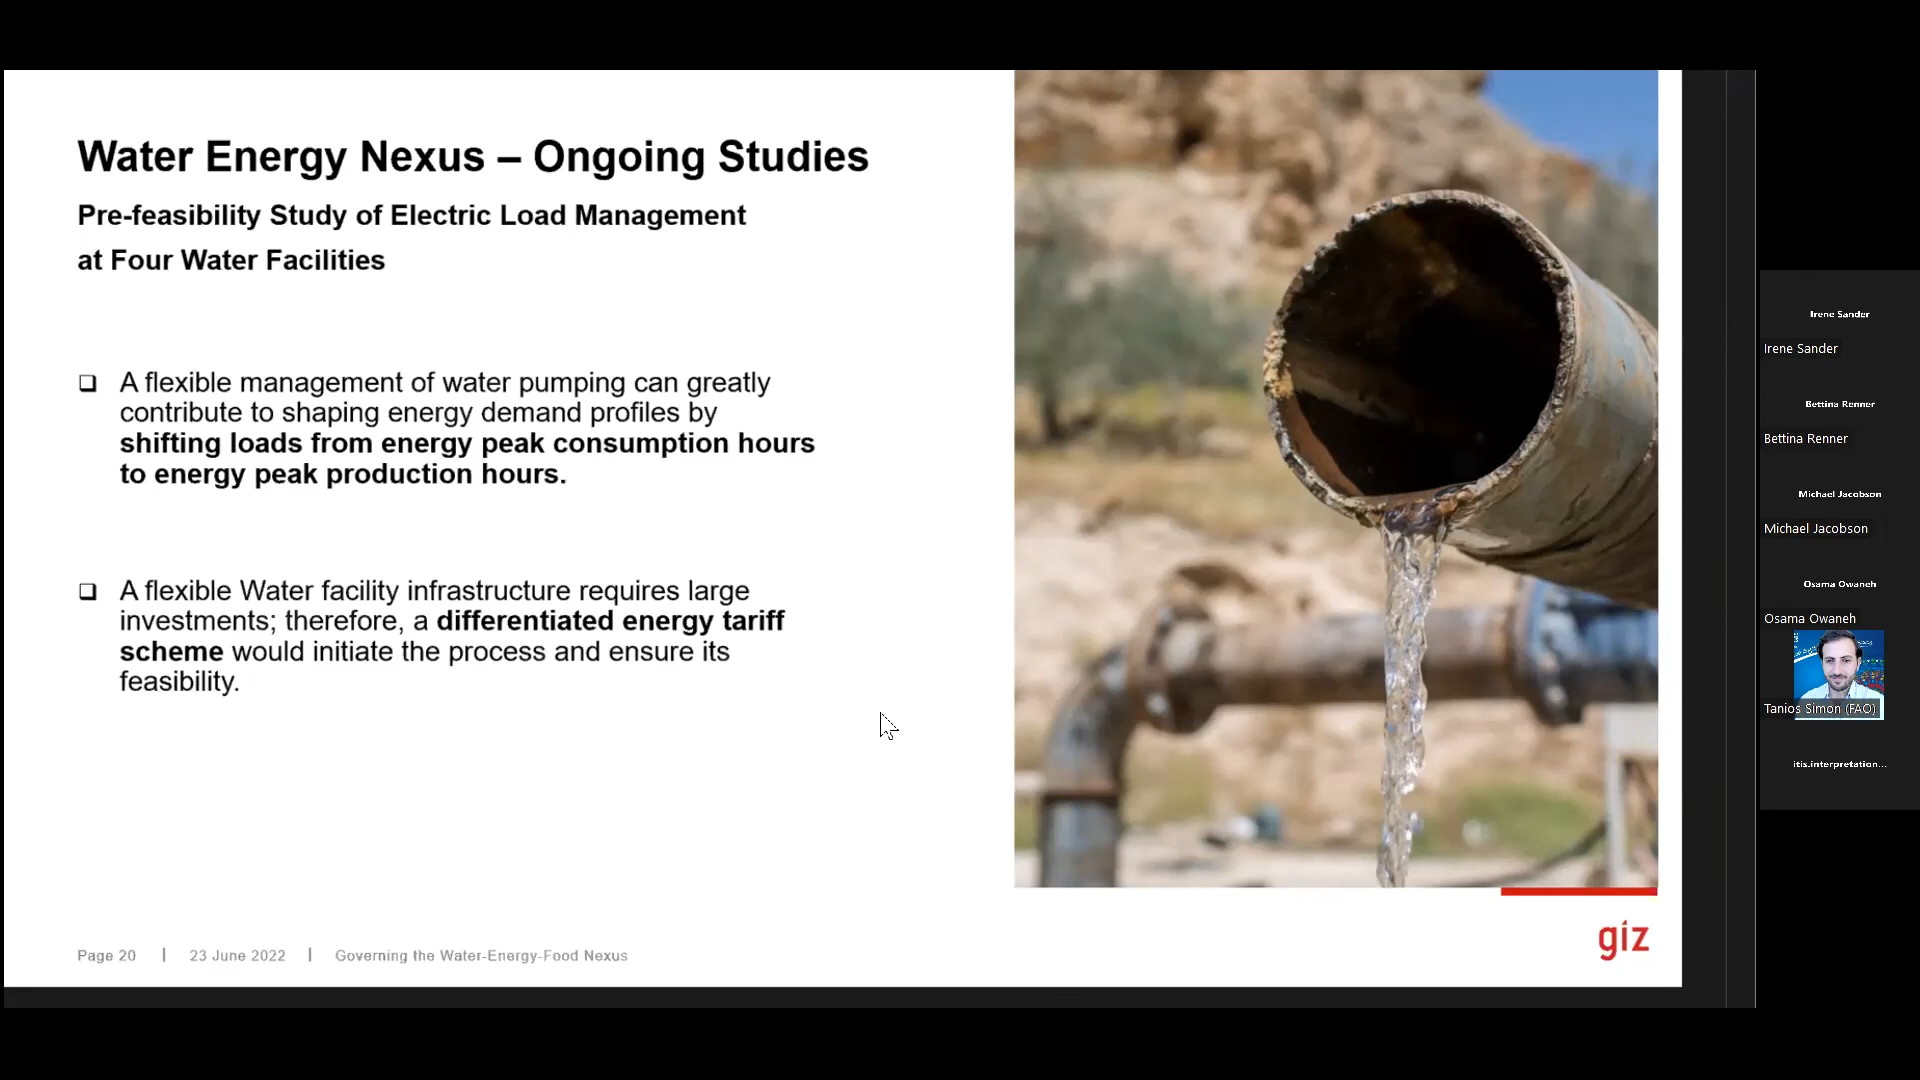 Water Energy Nexus – Ongoing Studies
Pre-feasibility Study of Electric Load Management
at Four Water Facilities
❑ A flexible management of water pumping can greatly
contribute to shaping energy demand profiles by
shifting loads from energy peak consumption hours
to energy peak production hours.
❑ A flexible Water facility infrastructure requires large
investments; therefore, a differentiated energy tariff
scheme would initiate the process and ensure its
feasibility.
Page 20 | 23 June 2022 | Governing the Water-Energy-Food Nexus
giz
Irene Sander
Irene Sander
Bettina Renner
Bettina Renner
Michael Jacobson
Michael Jacobson
Osama Owaneh
Osama Owaneh
Tanios Simon (FAO)
itis.interpretation...